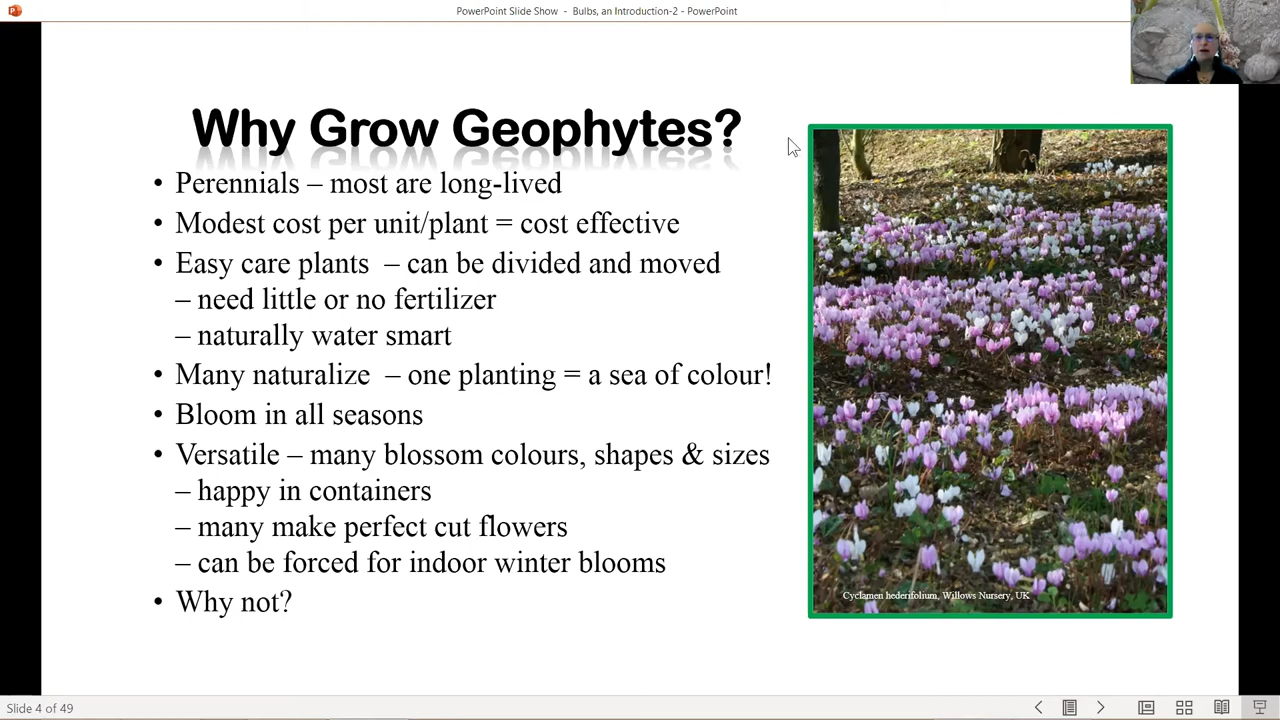 PowerPoint Slide Show - Bulbs, an Introduction-2 - PowerPoint
Why Grow Geophytes?
• Perennials – most are long-lived
• Modest cost per unit/plant = cost effective
• Easy care plants – can be divided and moved
– need little or no fertilizer
– naturally water smart
• Many naturalize – one planting = a sea of colour!
• Bloom in all seasons
• Versatile – many blossom colours, shapes & sizes
– happy in containers
– many make perfect cut flowers
– can be forced for indoor winter blooms
• Why not?
Cyclamen hederifolium, Willows Nursery, UK
Slide 4 of 49